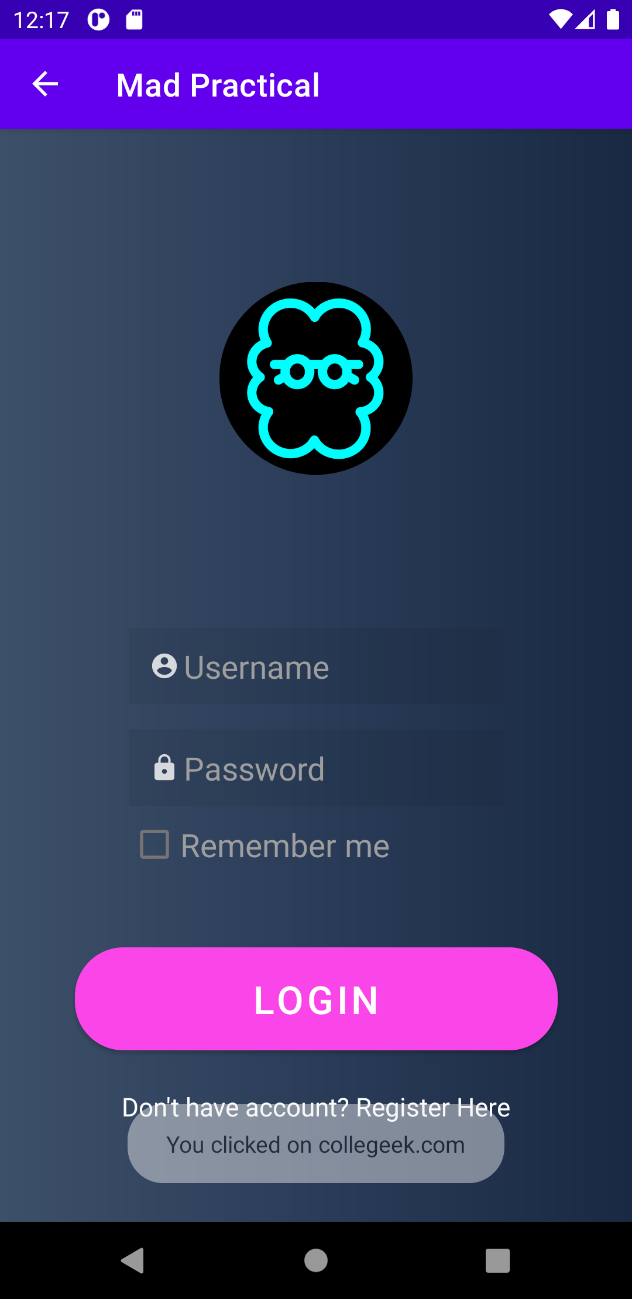 12:17
Mad Practical
Username
Password
Remember me
LOGIN
Don't have account? Register Here
You clicked on collegeek.com